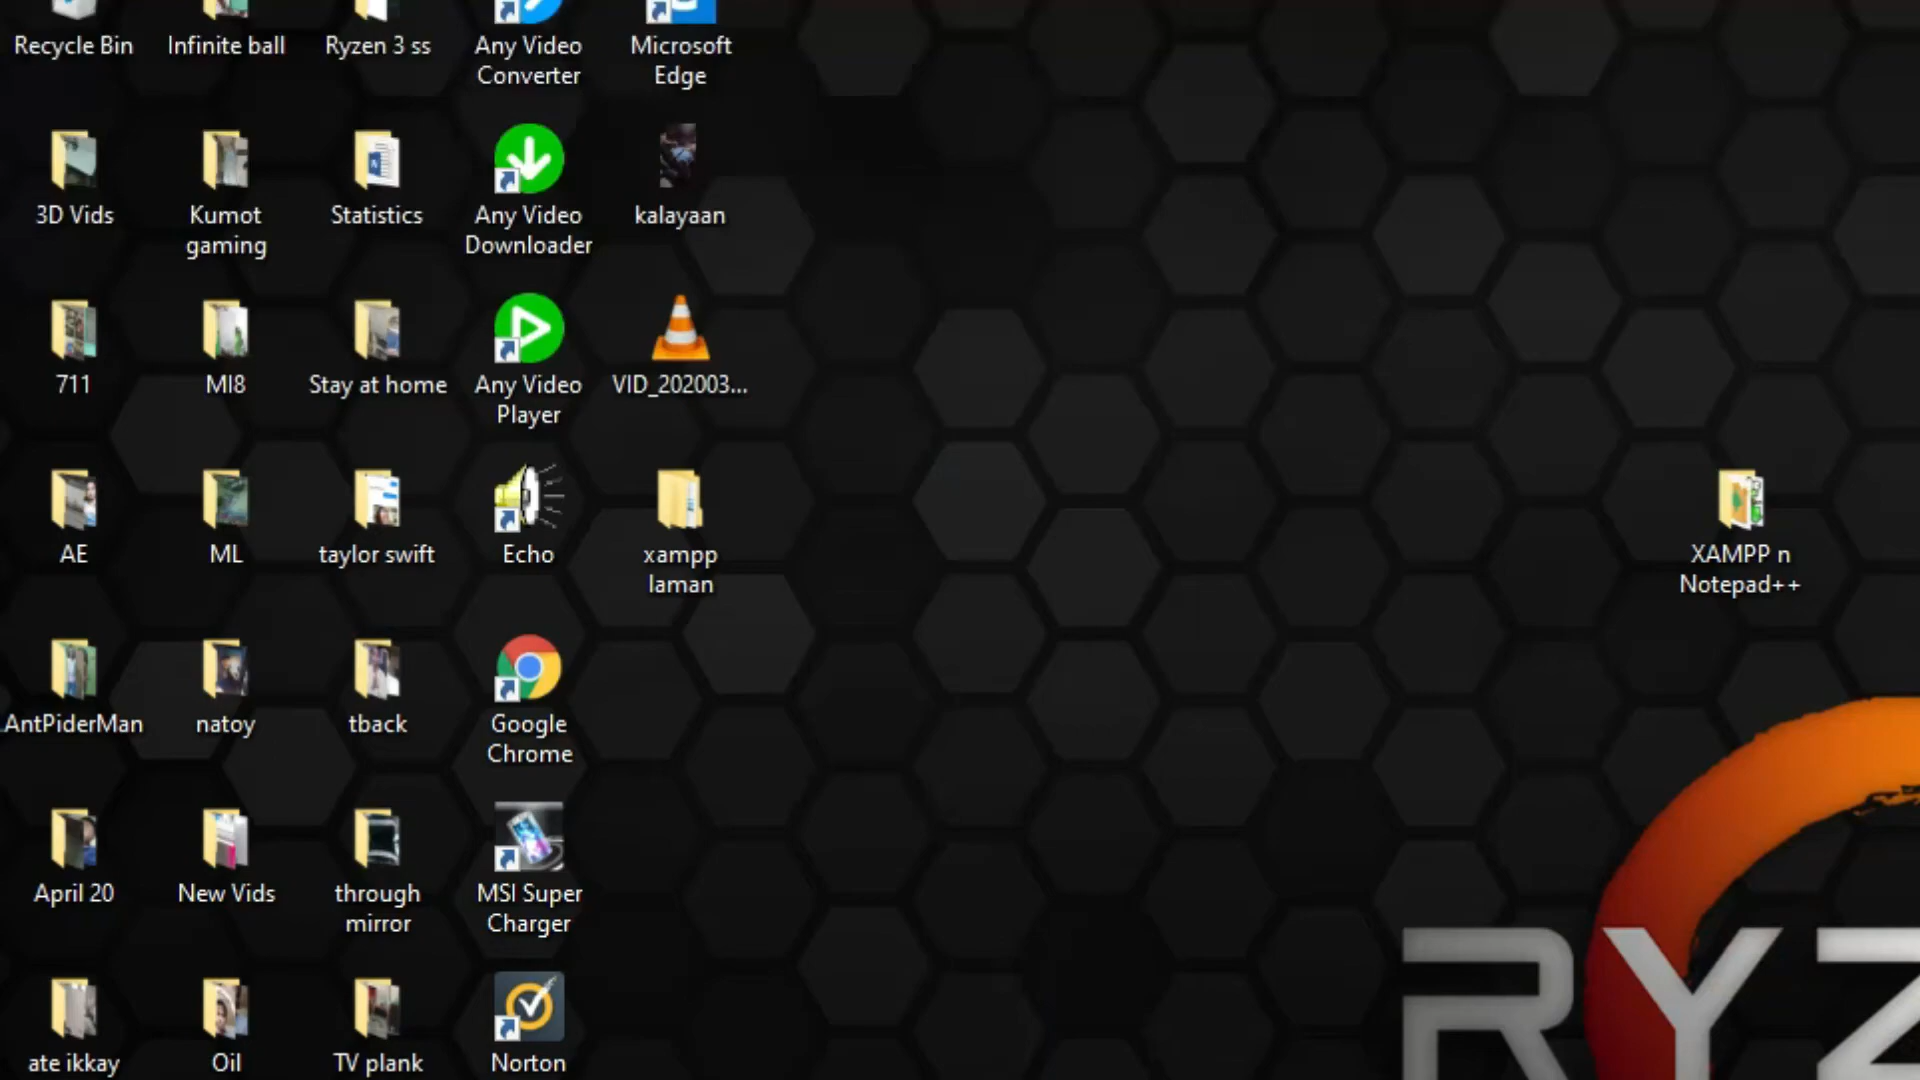 Recycle Bin
Infinite ball
Ryzen 3 ss
Any Video
Converter
Microsoft
Edge
3D Vids
Kumot
gaming
Statistics
Any Video
Downloader
kalayaan
711
MI8
Stay at home
Any Video
Player
VID_202003...
AE
ML
taylor swift
Echo
xampp
laman
XAMPP n
Notepad++
AntPiderMan
natoy
tback
Google
Chrome
April 20
New Vids
through
mirror
MSI Super
Charger
ate ikkay
Oil
TV plank
Norton
RYZ